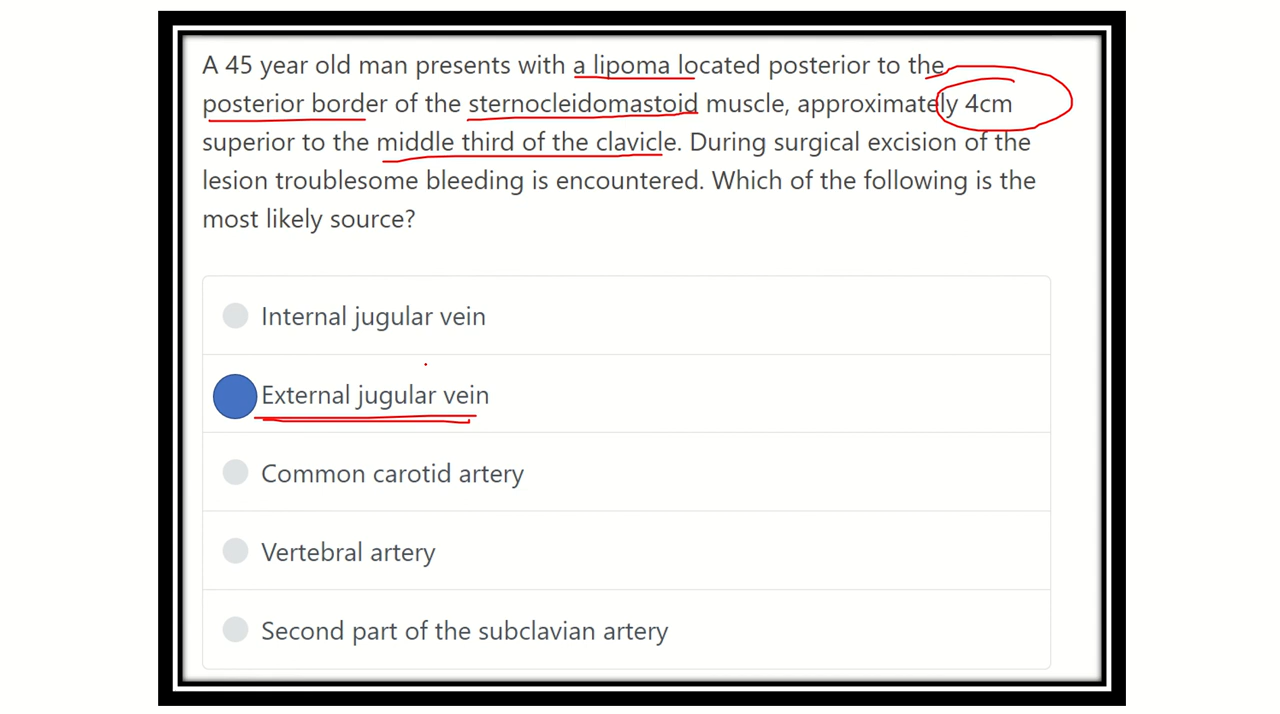 A 45 year old man presents with a lipoma located posterior to the
posterior border of the sternocleidomastoid muscle, approximately 4cm
superior to the middle third of the clavicle. During surgical excision of the
lesion troublesome bleeding is encountered. Which of the following is the
most likely source?
Internal jugular vein
External jugular vein
Common carotid artery
Vertebral artery
Second part of the subclavian artery